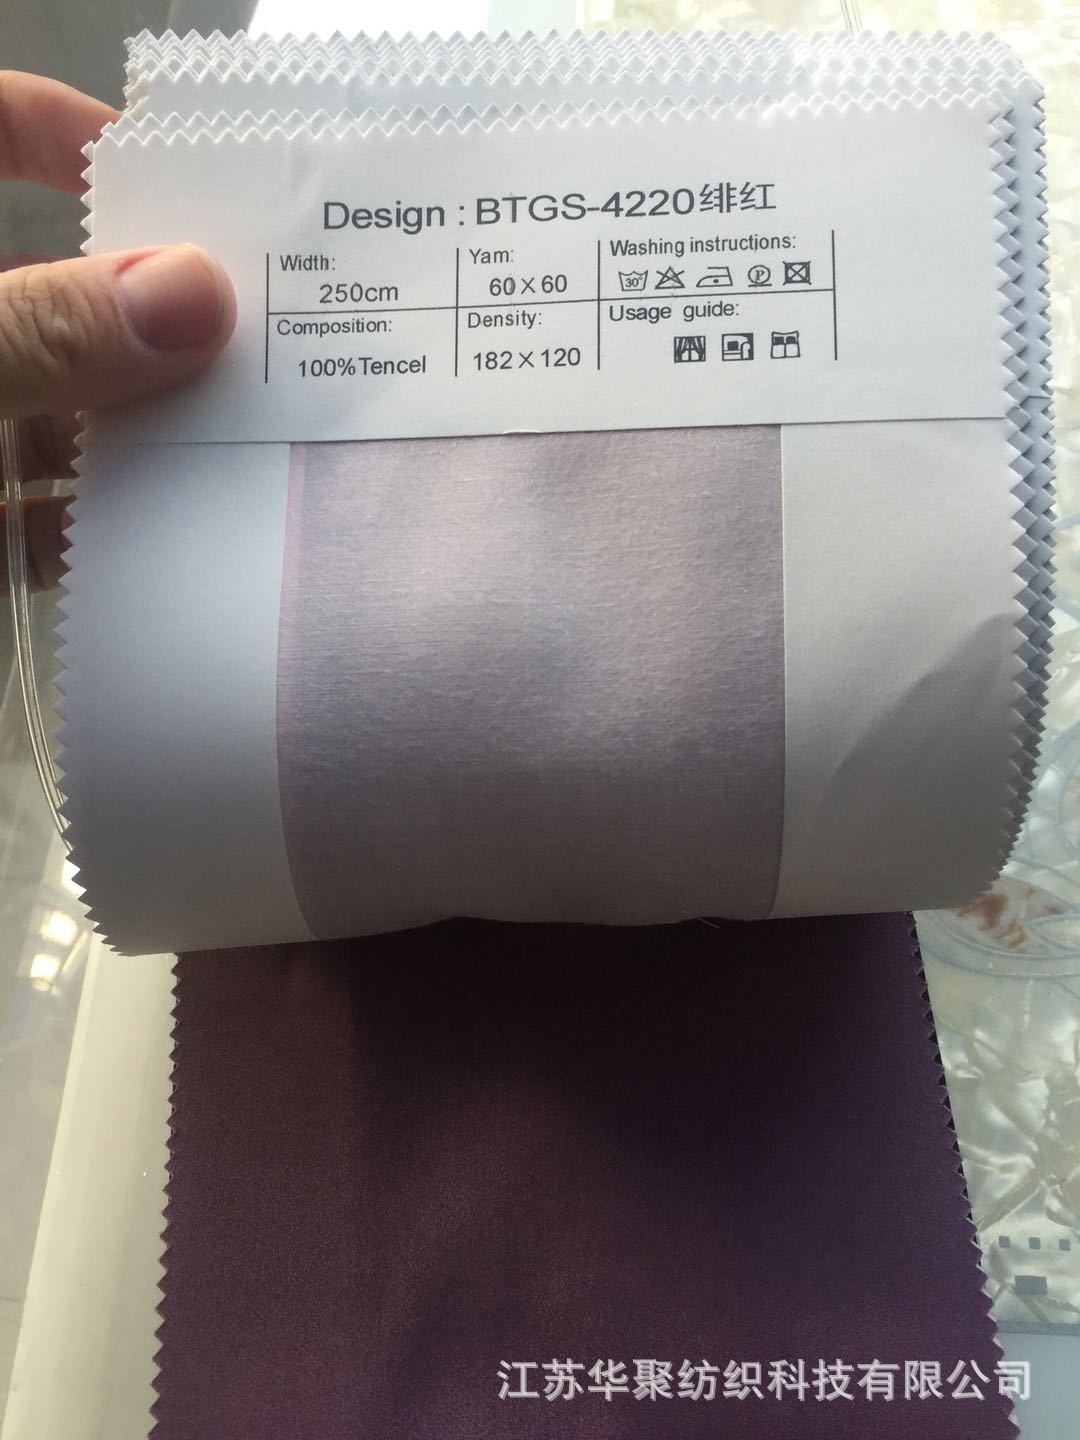 Design : BTGS-4220绯红
Width:
250cm
Yam:
60×60
Washing instructions:
30°
P
Composition:
100%Tencel
Density:
182×120
Usage guide:
江苏华聚纺织科技有限公司